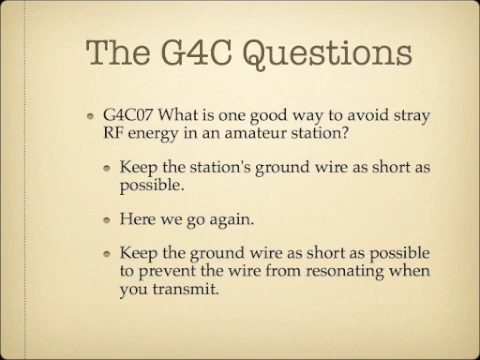 The G4C Questions
G4C07 What is one good way to avoid stray
RF energy in an amateur station?
Keep the station's ground wire as short as
possible.
Here we go again.
Keep the ground wire as short as possible
to prevent the wire from resonating when
you transmit.